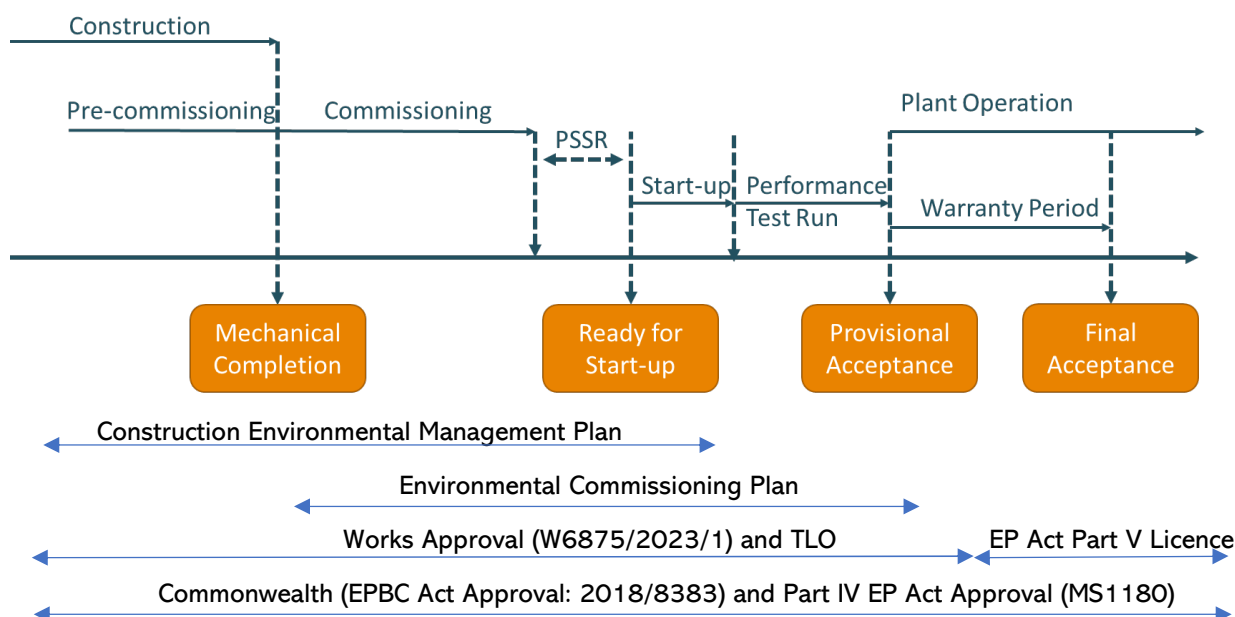 Construction
Pre-commissioning
Commissioning
PSSR
Plant Operation
Start-up
Performance
Test Run
Warranty Period
Mechanical
Completion
Ready for
Start-up
Provisional
Acceptance
Final
Acceptance
Construction Environmental Management Plan
Environmental Commissioning Plan
Works Approval (W6875/2023/1) and TLO
EP Act Part V Licence
Commonwealth (EPBC Act Approval: 2018/8383) and Part IV EP Act Approval (MS1180)